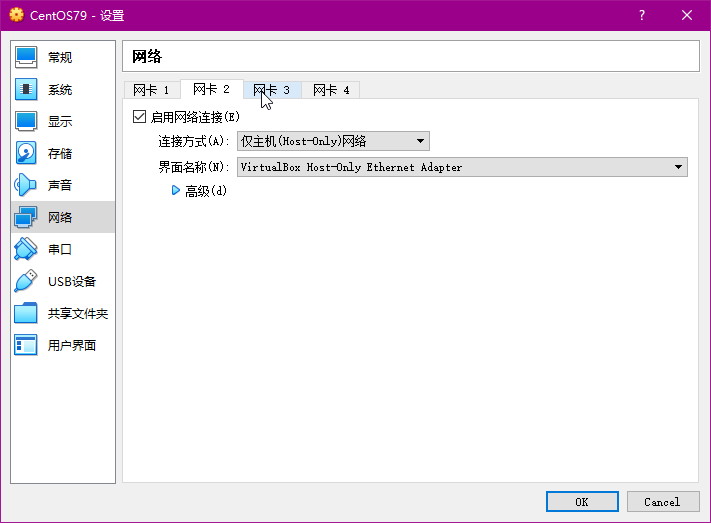 CentOS79 - 设置
?
常规
系统
显示
存储
声音
网络
串口
USB设备
共享文件夹
用户界面
网络
网卡 1
网卡 2
网卡 3
网卡 4
启用网络连接(E)
连接方式(A): 仅主机(Host-Only)网络
界面名称(N): VirtualBox Host-Only Ethernet Adapter
高级(d)
OK
Cancel